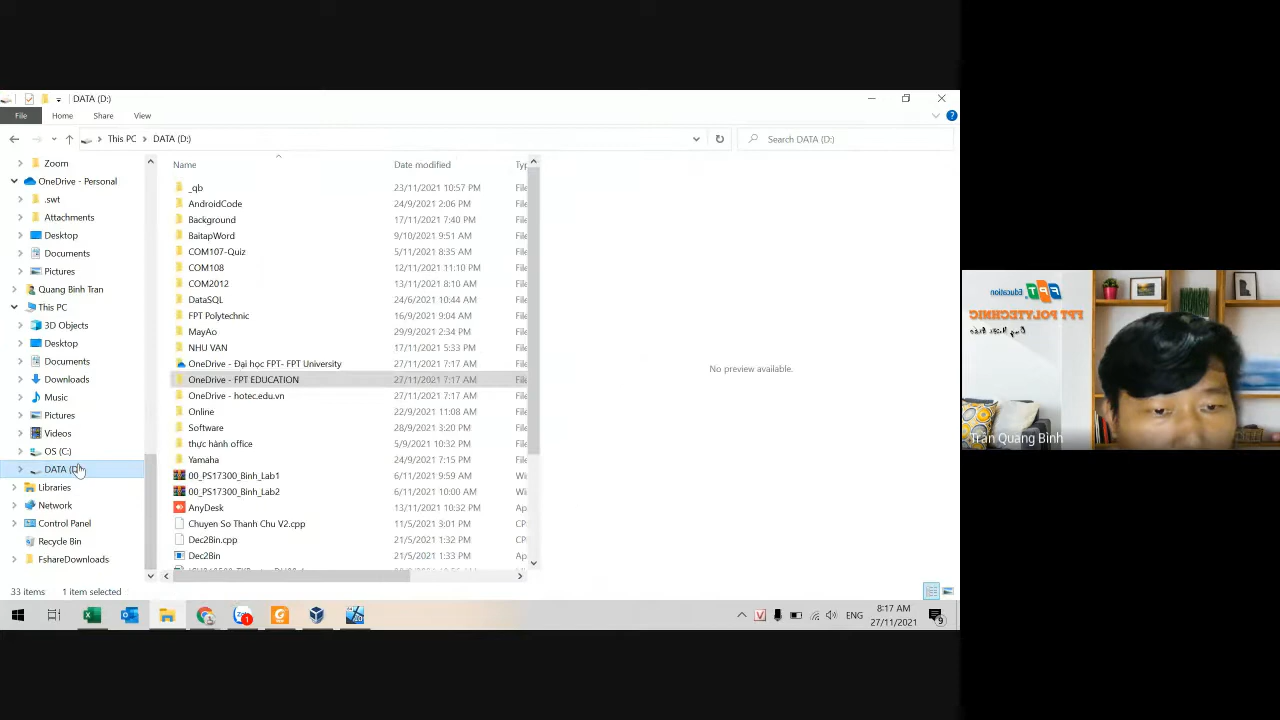 DATA (D:)
File
Home
Share
View
This PC
DATA (D:)
Search DATA (D:)
Zoom
OneDrive - Personal
.swt
Attachments
Desktop
Documents
Pictures
Quang Bình Tran
This PC
3D Objects
Desktop
Documents
Downloads
Music
Pictures
Videos
OS (C:)
DATA (D:)
Libraries
Network
Control Panel
Recycle Bin
FshareDownloads
Name Date modified Typ
_qb 23/11/2021 10:57 PM File
AndroidCode 24/9/2021 2:06 PM File
Background 17/11/2021 7:40 PM File
BaitapWord 9/10/2021 9:51 AM File
COM107-Quiz 5/11/2021 8:35 AM File
COM108 12/11/2021 11:10 PM File
COM2012 13/11/2021 8:10 AM File
DataSQL 24/6/2021 10:44 AM File
FPT Polytechnic 16/9/2021 9:04 AM File
MayAo 29/9/2021 2:34 PM File
NHU VAN 17/11/2021 5:33 PM File
OneDrive - Đại học FPT- FPT University 27/11/2021 7:17 AM File
OneDrive - FPT EDUCATION 27/11/2021 7:17 AM File
OneDrive - hotec.edu.vn 27/11/2021 7:17 AM File
Online 22/9/2021 11:08 AM File
Software 28/9/2021 3:20 PM File
thực hành office 5/9/2021 10:32 PM File
Yamaha 24/9/2021 7:15 PM File
00_PS17300_Binh_Lab1 6/11/2021 9:59 AM Win
00_PS17300_Binh_Lab2 6/11/2021 10:00 AM Win
AnyDesk 13/11/2021 10:32 PM Ap
Chuyen So Thanh Chu V2.cpp 11/5/2021 3:01 PM CP
Dec2Bin.cpp 21/5/2021 1:33 PM CP
Dec2Bin 21/5/2021 1:32 PM Ap
No preview available.
33 items 1 item selected
ENG
8:17 AM
27/11/2021
9
1
FPT Education
FPT POLYTECHNIC
Trần Quang Bình